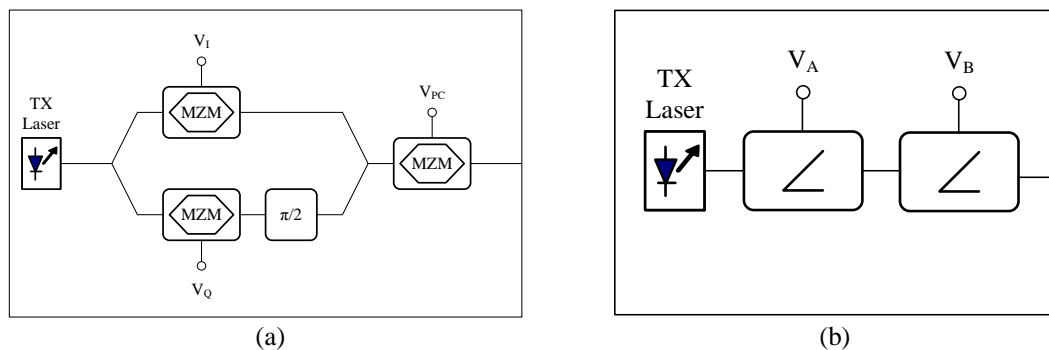 V_I
TX
Laser
MZM
V_PC
MZM
MZM
π/2
V_Q
(a)
V_A
V_B
TX
Laser
(b)